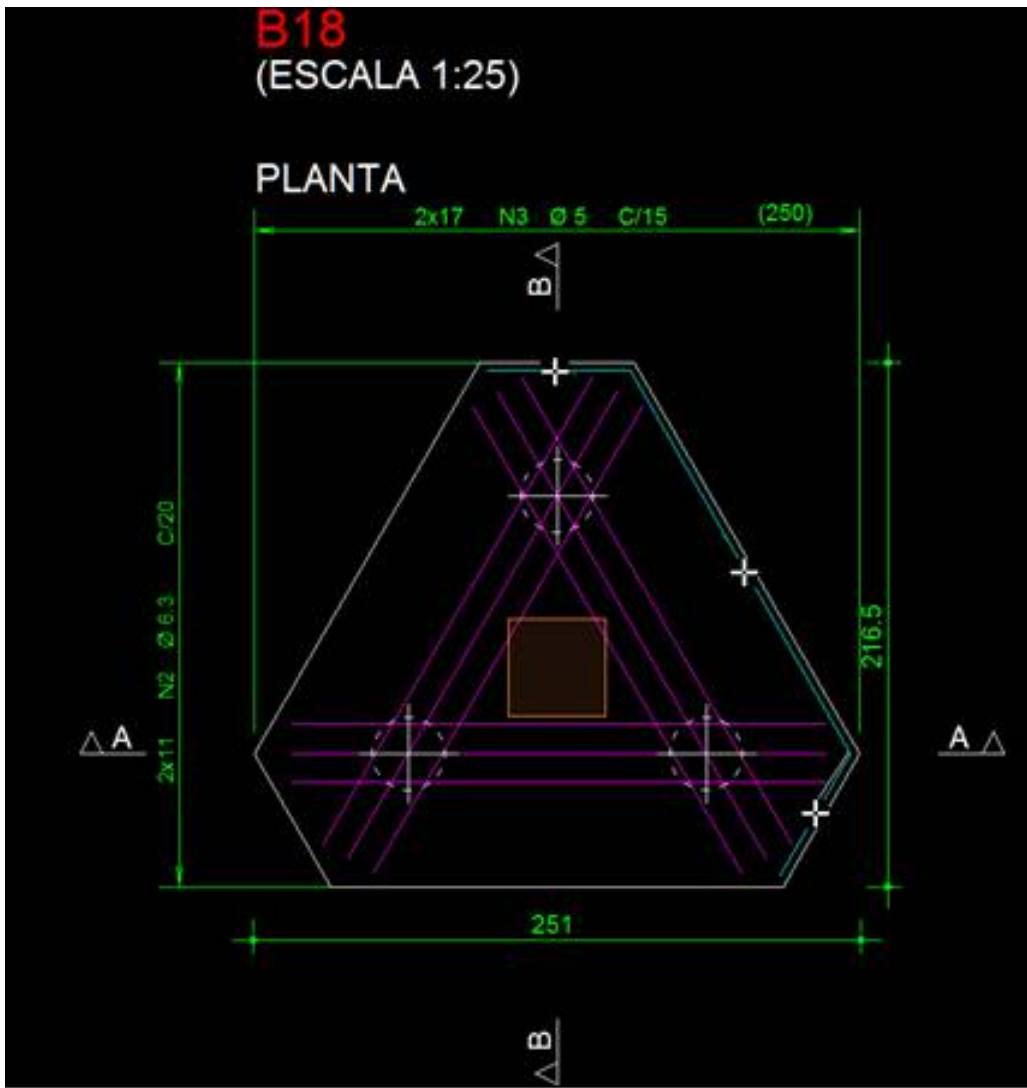 B18
(ESCALA 1:25)
PLANTA
2x17 N3 Ø 5 C/15 (250)
B
2x11 N2 Ø 6.3 C/20
216.5
A
A
251
B